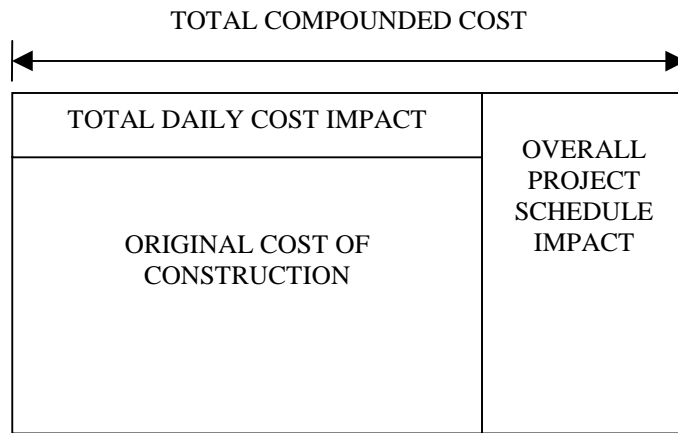 TOTAL COMPOUNDED COST
TOTAL DAILY COST IMPACT
ORIGINAL COST OF
CONSTRUCTION
OVERALL
PROJECT
SCHEDULE
IMPACT